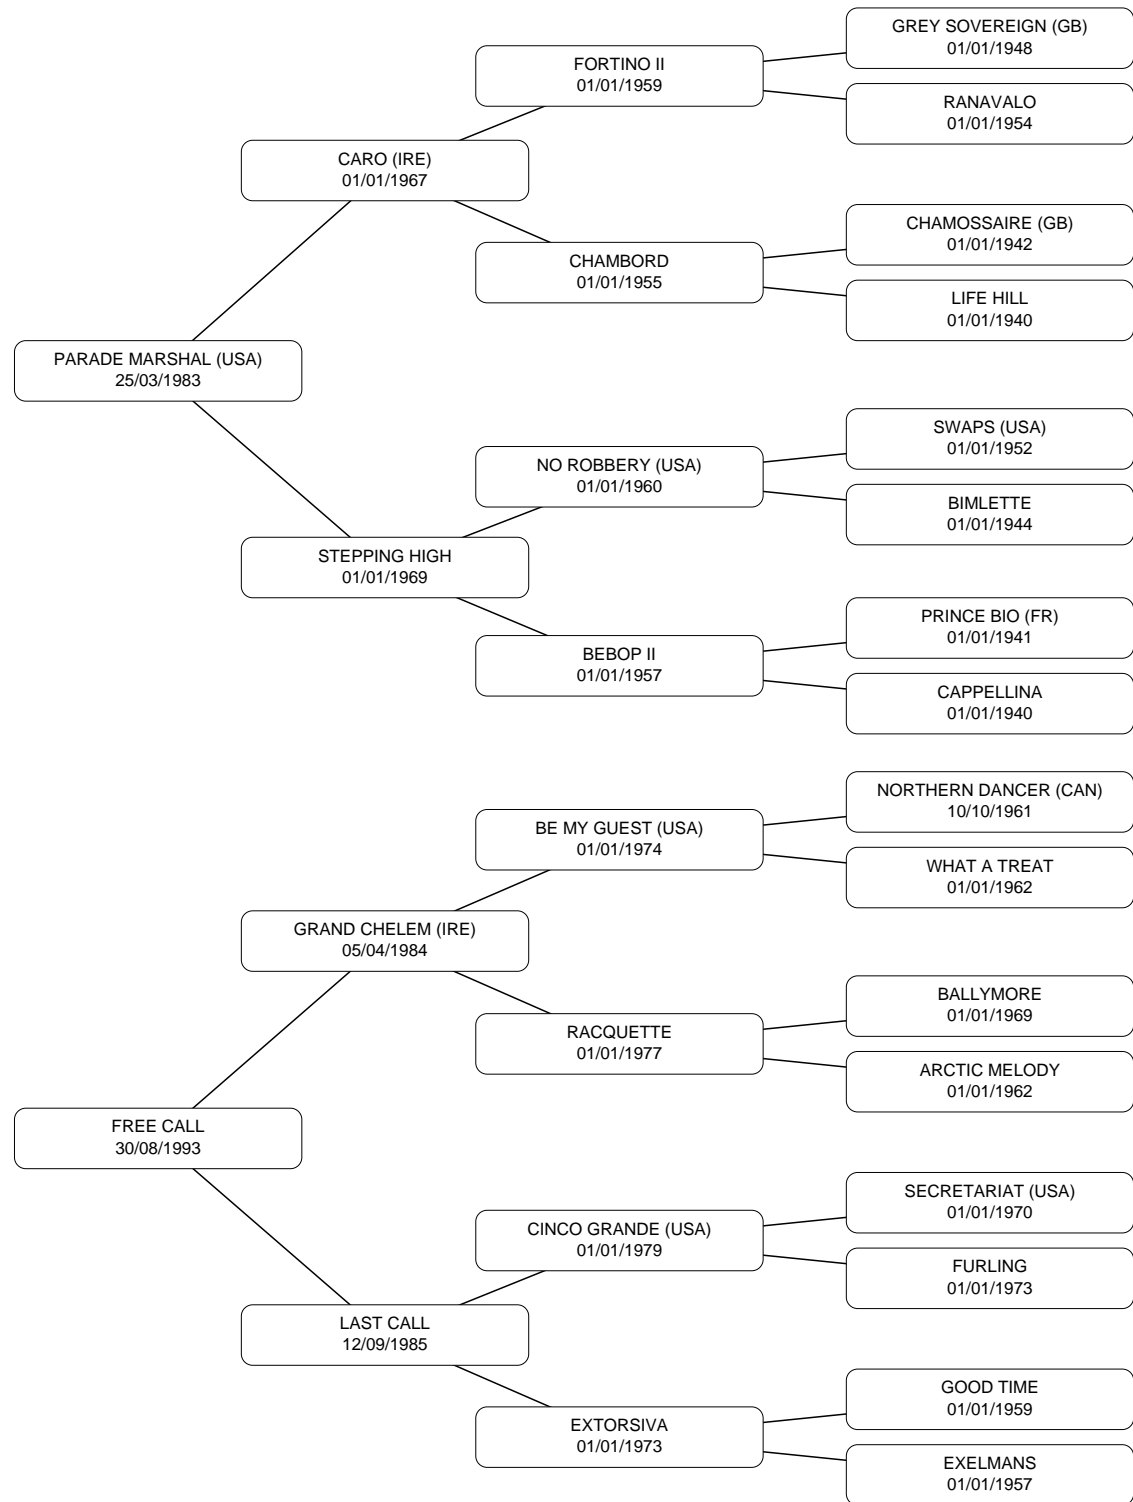 GREY SOVEREIGN (GB)
01/01/1948
FORTINO II
01/01/1959
RANAVALO
01/01/1954
CARO (IRE)
01/01/1967
CHAMOSSAIRE (GB)
01/01/1942
CHAMBORD
01/01/1955
LIFE HILL
01/01/1940
PARADE MARSHAL (USA)
25/03/1983
SWAPS (USA)
01/01/1952
NO ROBBERY (USA)
01/01/1960
BIMLETTE
01/01/1944
STEPPING HIGH
01/01/1969
PRINCE BIO (FR)
01/01/1941
BEBOP II
01/01/1957
CAPPELLINA
01/01/1940
NORTHERN DANCER (CAN)
10/10/1961
BE MY GUEST (USA)
01/01/1974
WHAT A TREAT
01/01/1962
GRAND CHELEM (IRE)
05/04/1984
BALLYMORE
01/01/1969
RACQUETTE
01/01/1977
ARCTIC MELODY
01/01/1962
FREE CALL
30/08/1993
SECRETARIAT (USA)
01/01/1970
CINCO GRANDE (USA)
01/01/1979
FURLING
01/01/1973
LAST CALL
12/09/1985
GOOD TIME
01/01/1959
EXTORSIVA
01/01/1973
EXELMANS
01/01/1957